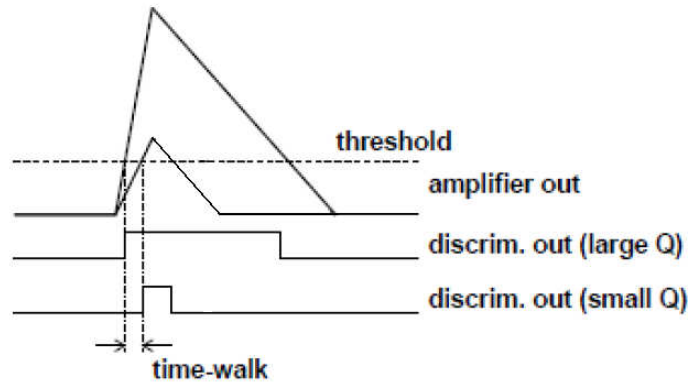 threshold
amplifier out
discrim. out (large Q)
discrim. out (small Q)
time-walk